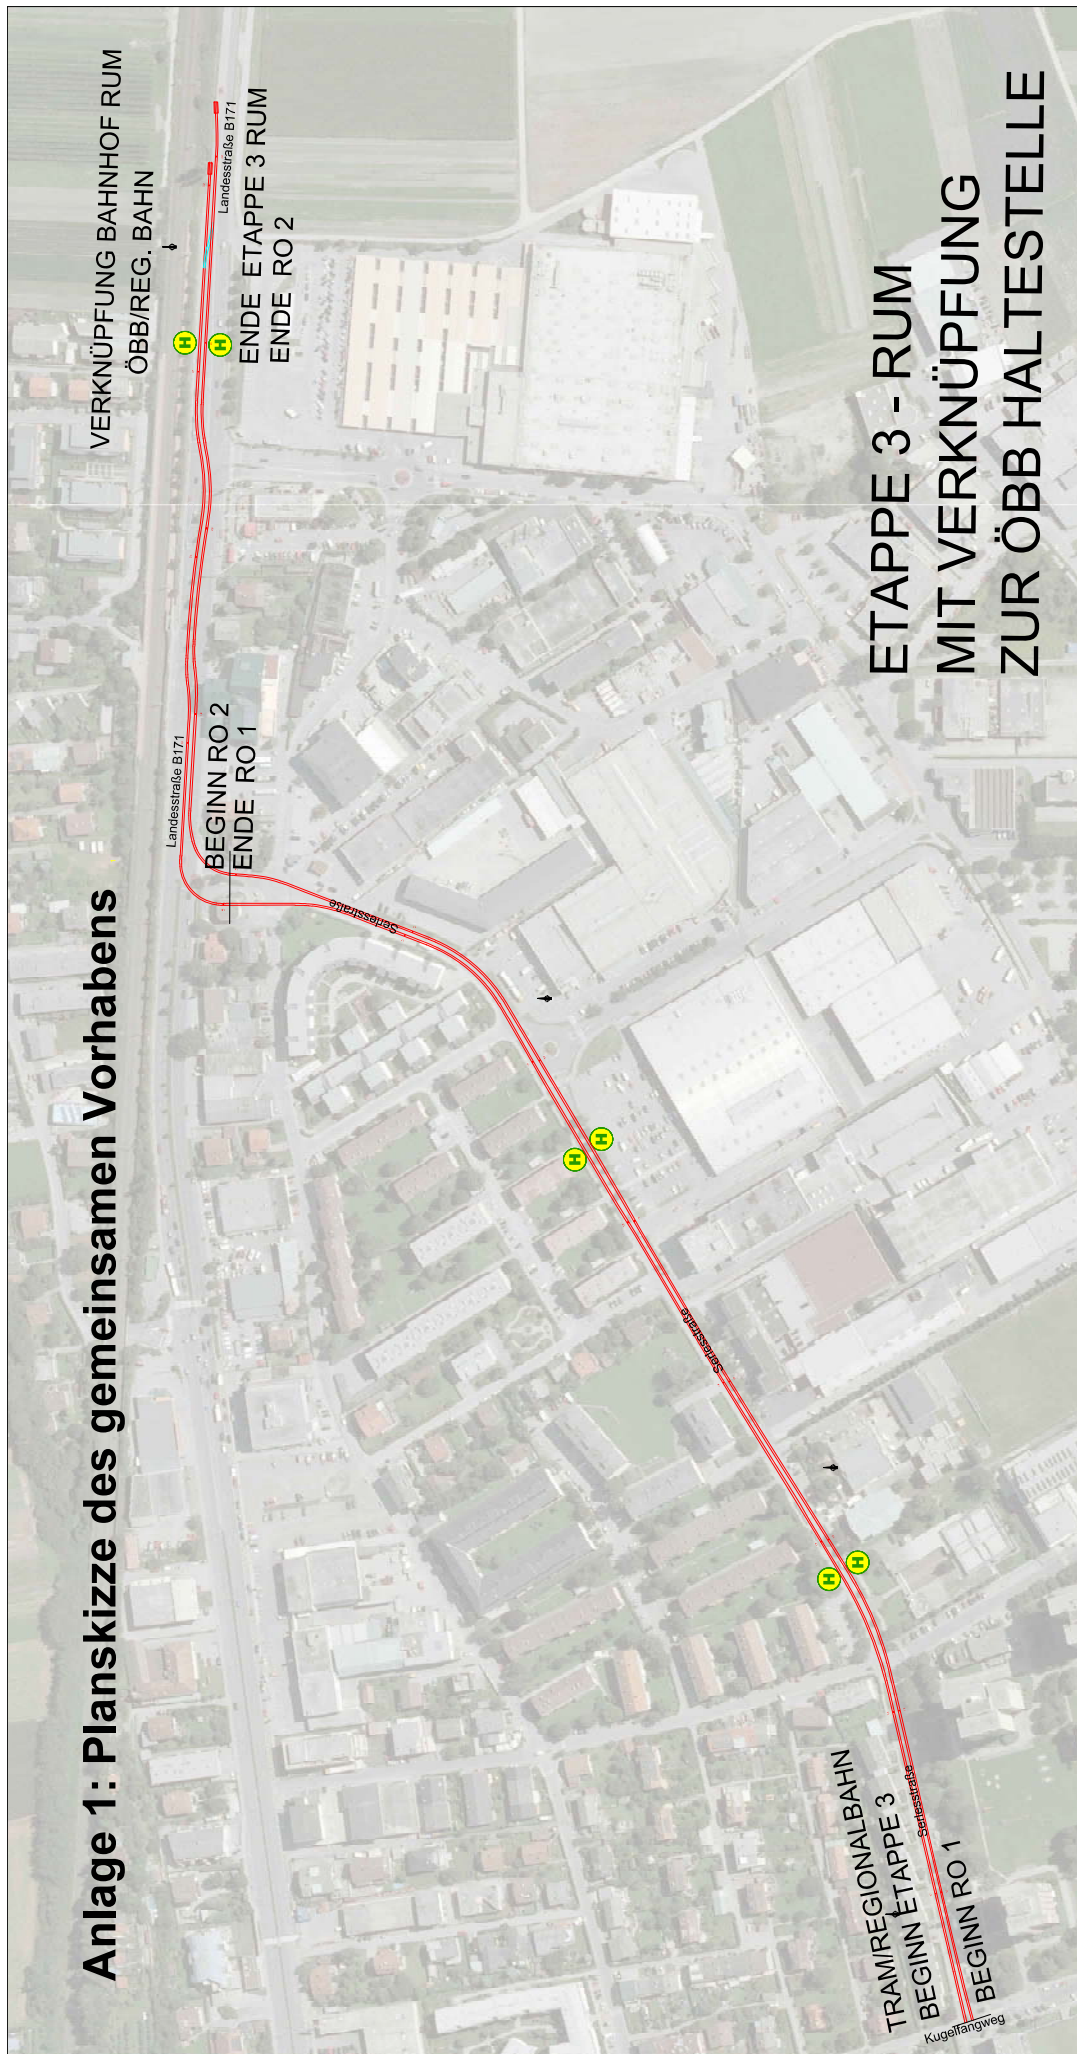 Anlage 1: Planskizze des gemeinsamen Vorhabens
VERKNÜPFUNG BAHNHOF RUM
ÖBB/REG. BAHN
Landesstraße B171
ENDE ETAPPE 3 RUM
ENDE RO 2
H
H
Landesstraße B171
BEGINN RO 2
ENDE RO 1
Serlesstraße
H
H
Serlesstraße
H
H
TRAM/REGIONALBAHN
BEGINN ETAPPE 3
Serlesstraße
BEGINN RO 1
Kugelfangweg
ETAPPE 3 - RUM
MIT VERKNÜPFUNG
ZUR ÖBB HALTESTELLE